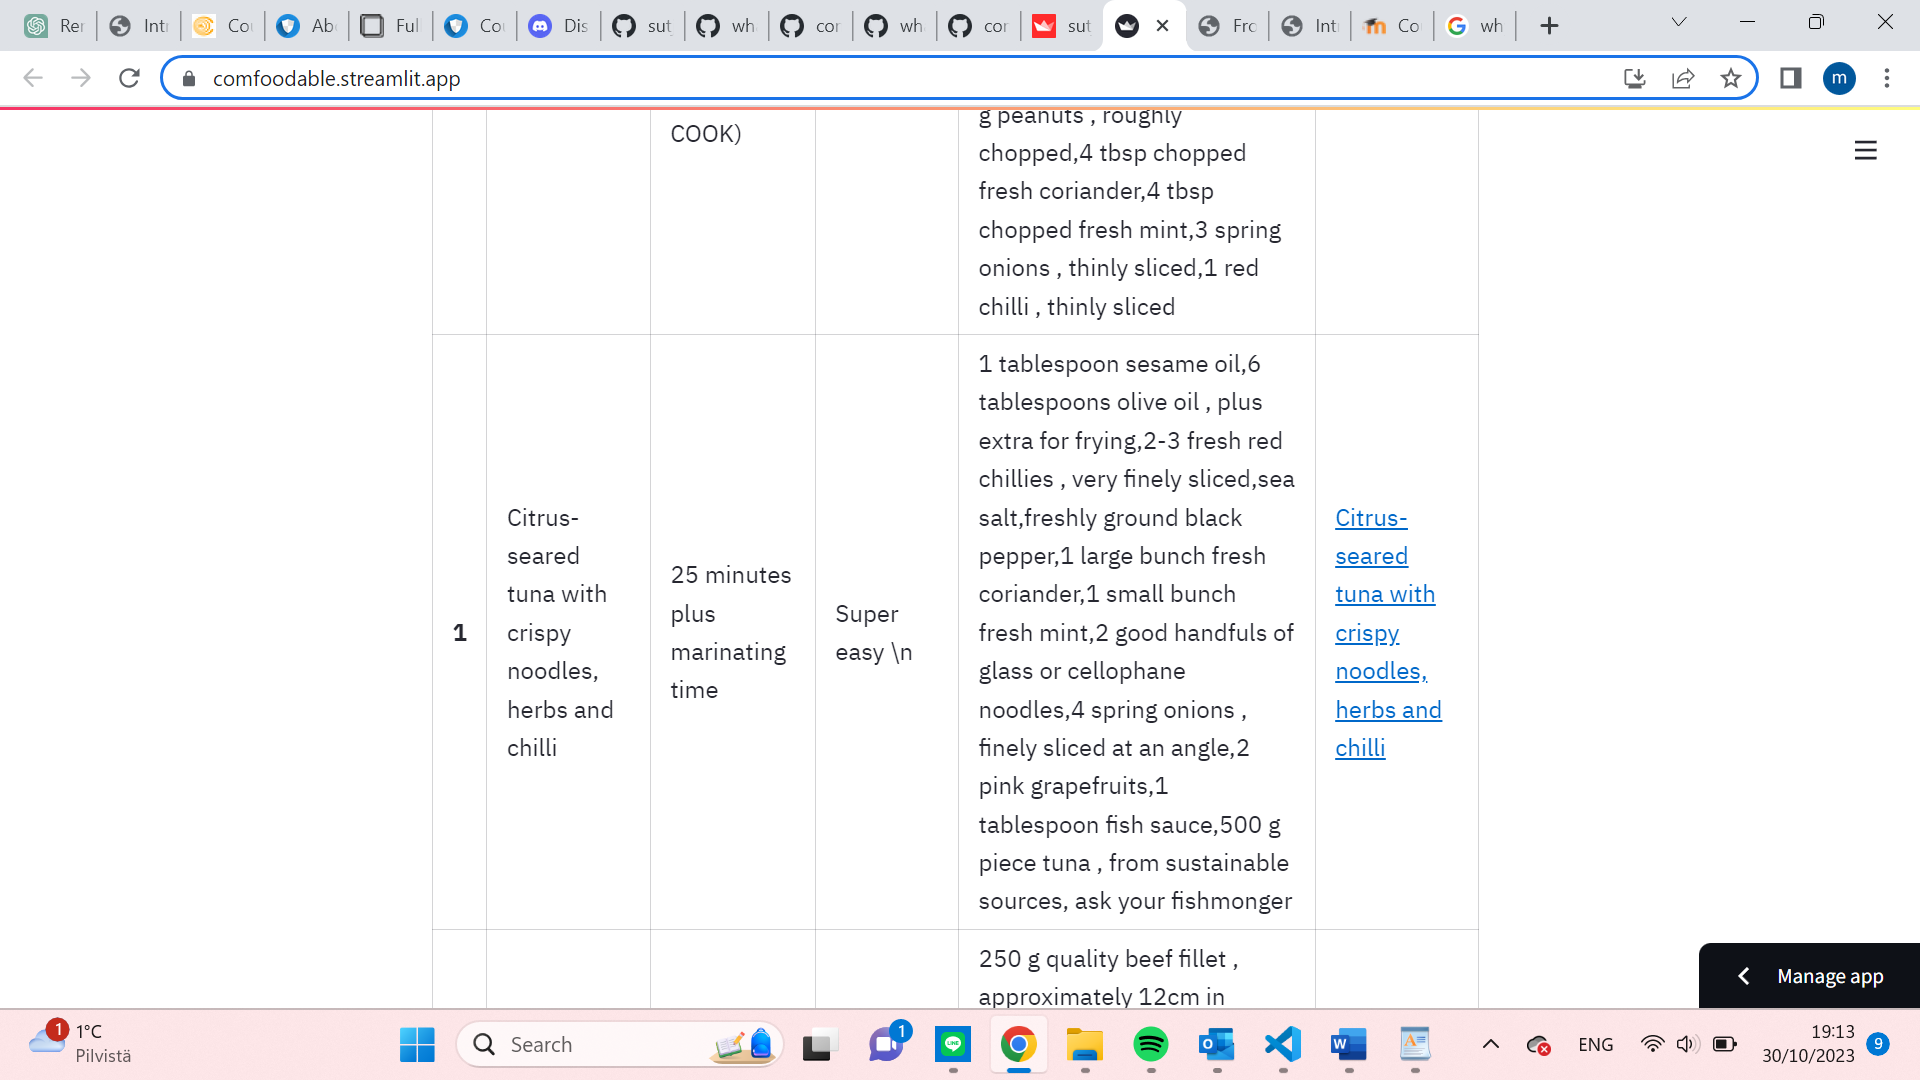 Rer
Intr
Cou
Abo
Full
Cou
Dis
sut
wh
cor
wh
cor
sut
Fro
Intr
Co
wh
comfoodable.streamlit.app
m
COOK)
g peanuts , roughly
chopped,4 tbsp chopped
fresh coriander,4 tbsp
chopped fresh mint,3 spring
onions , thinly sliced,1 red
chilli , thinly sliced
1
Citrus-
seared
tuna with
crispy
noodles,
herbs and
chilli
25 minutes
plus
marinating
time
Super
easy \n
1 tablespoon sesame oil,6
tablespoons olive oil , plus
extra for frying,2-3 fresh red
chillies , very finely sliced,sea
salt,freshly ground black
pepper,1 large bunch fresh
coriander,1 small bunch
fresh mint,2 good handfuls of
glass or cellophane
noodles,4 spring onions ,
finely sliced at an angle,2
pink grapefruits,1
tablespoon fish sauce,500 g
piece tuna , from sustainable
sources, ask your fishmonger
Citrus-
seared
tuna with
crispy
noodles,
herbs and
chilli
250 g quality beef fillet ,
approximately 12cm in
Manage app
1
1°C
Pilvistä
Search
1
ENG
19:13
30/10/2023
9